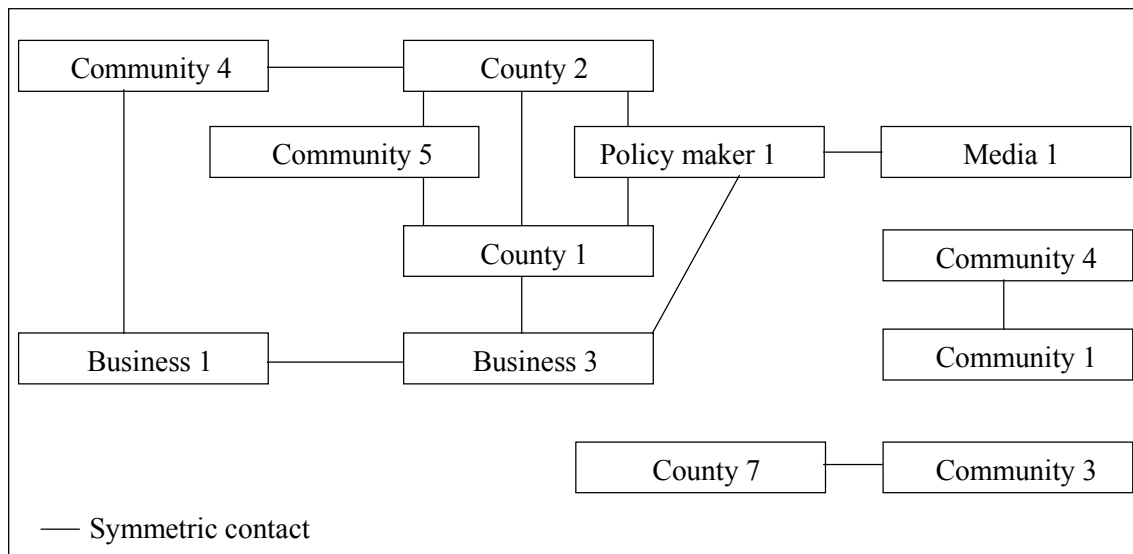 Community 4
County 2
Community 5
Policy maker 1
Media 1
County 1
Community 4
Business 1
Business 3
Community 1
County 7
Community 3
Symmetric contact